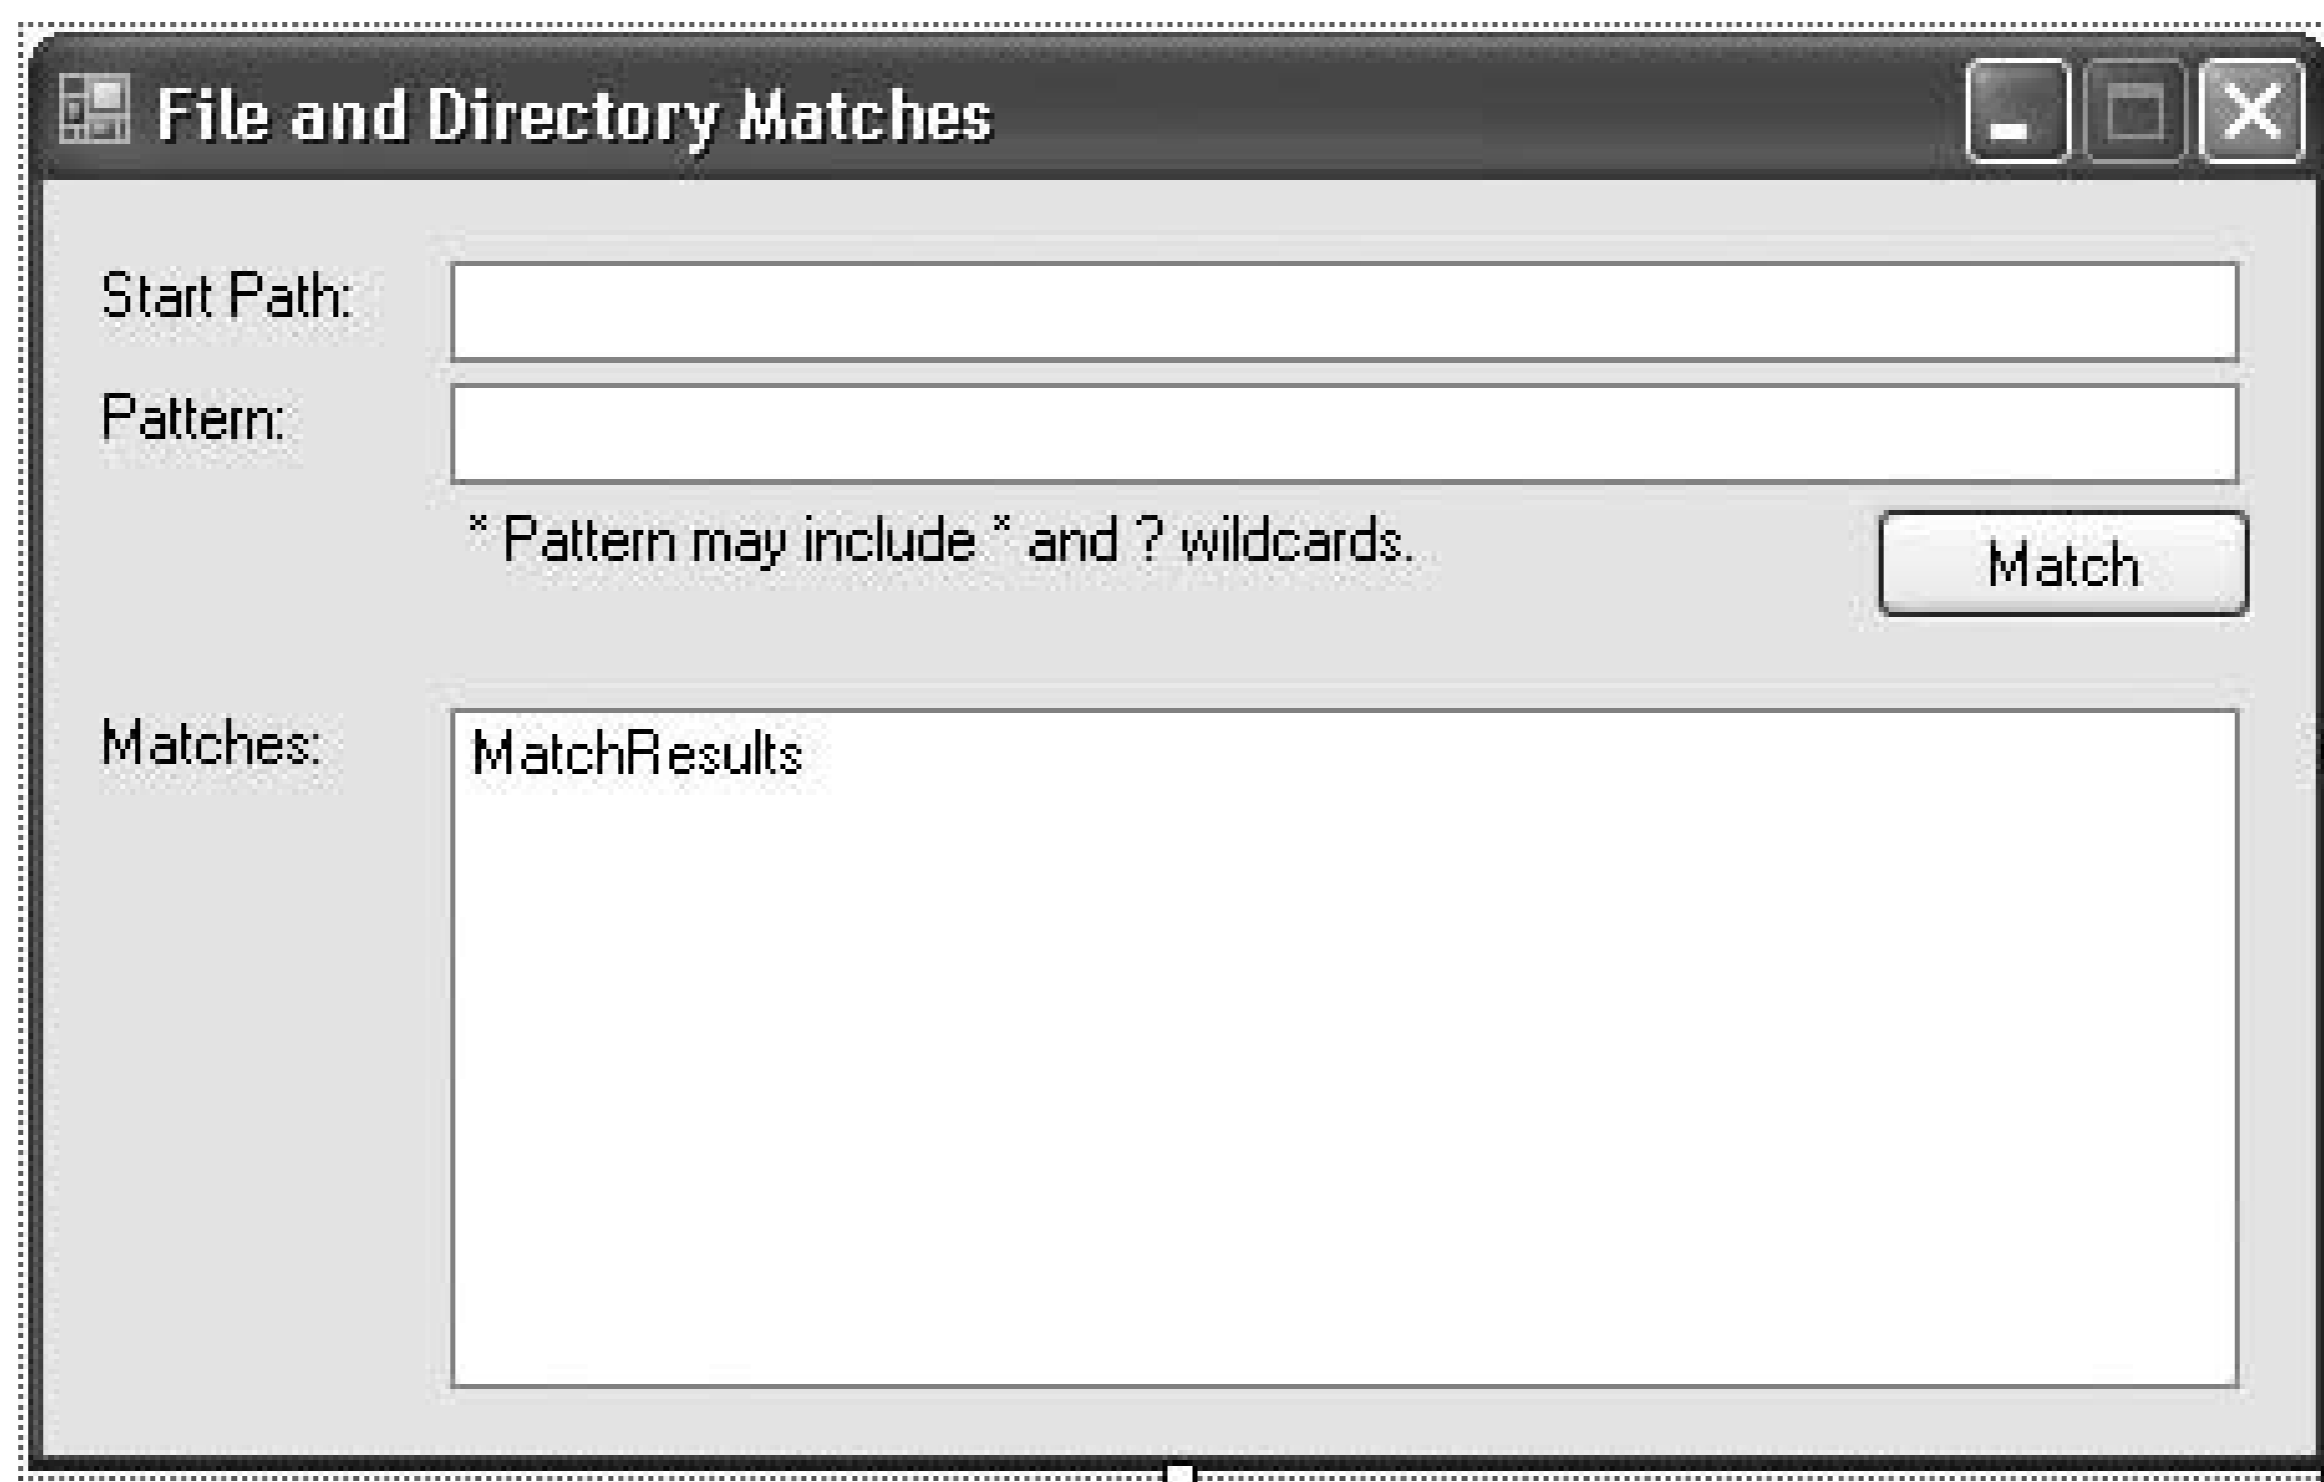 File and Directory Matches
Start Path:
Pattern:
* Pattern may include * and ? wildcards.
Match
Matches:
MatchResults